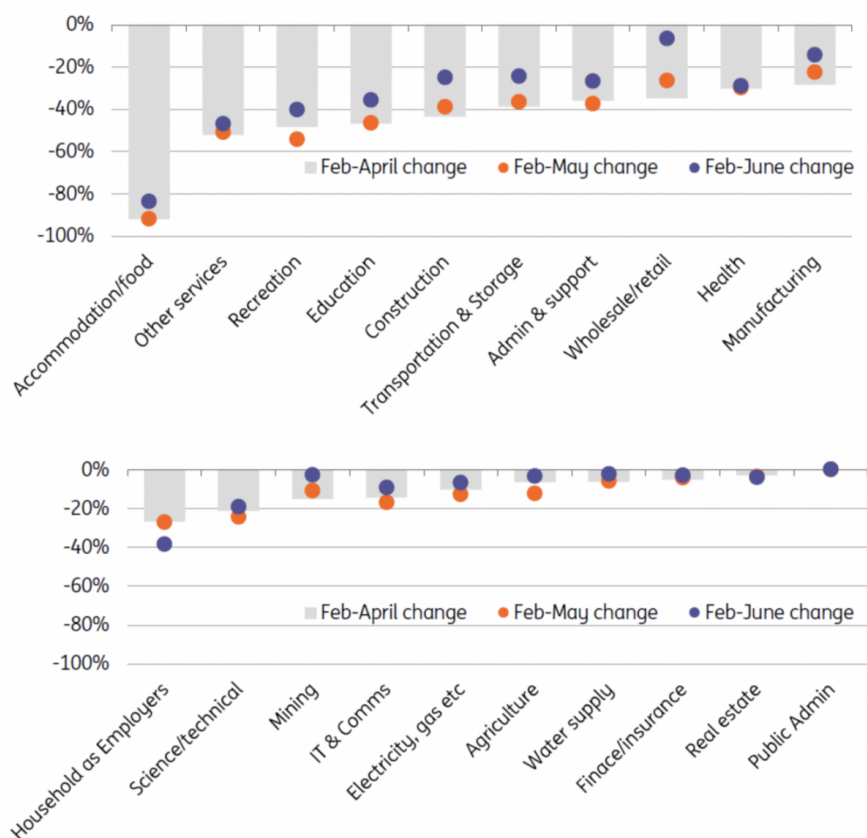 0%
-20%
-40%
-60%
-80%
-100%
Feb-April change Feb-May change Feb-June change
Accommodation/food
Other services
Recreation
Education
Construction
Transportation & Storage
Admin & support
Wholesale/retail
Health
Manufacturing
0%
-20%
-40%
-60%
-80%
-100%
Feb-April change Feb-May change Feb-June change
Household as Employers
Science/technical
Mining
IT & Comms
Electricity, gas etc
Agriculture
Water supply
Finace/insurance
Real estate
Public Admin